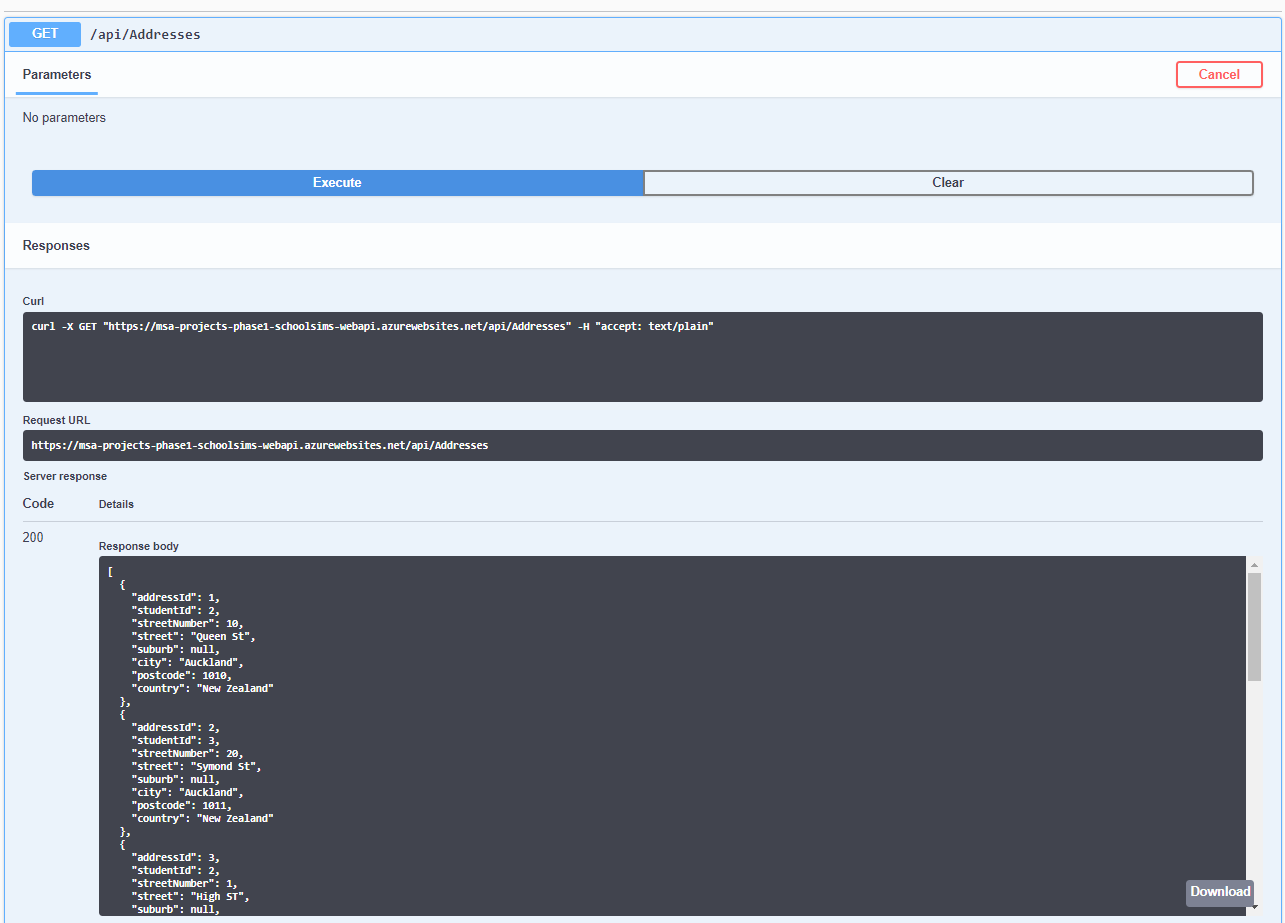 GET /api/Addresses
Parameters Cancel
No parameters
Execute Clear
Responses
Curl
curl -X GET "https://msa-projects-phase1-schoolsims-webapi.azurewebsites.net/api/Addresses" -H "accept: text/plain"
Request URL
https://msa-projects-phase1-schoolsims-webapi.azurewebsites.net/api/Addresses
Server response
Code Details
200
Response body
[
  {
    "addressId": 1,
    "studentId": 2,
    "streetNumber": 10,
    "street": "Queen St",
    "suburb": null,
    "city": "Auckland",
    "postcode": 1010,
    "country": "New Zealand"
  },
  {
    "addressId": 2,
    "studentId": 3,
    "streetNumber": 20,
    "street": "Symond St",
    "suburb": null,
    "city": "Auckland",
    "postcode": 1011,
    "country": "New Zealand"
  },
  {
    "addressId": 3,
    "studentId": 2,
    "streetNumber": 1,
    "street": "High ST",
    "suburb": null,
Download